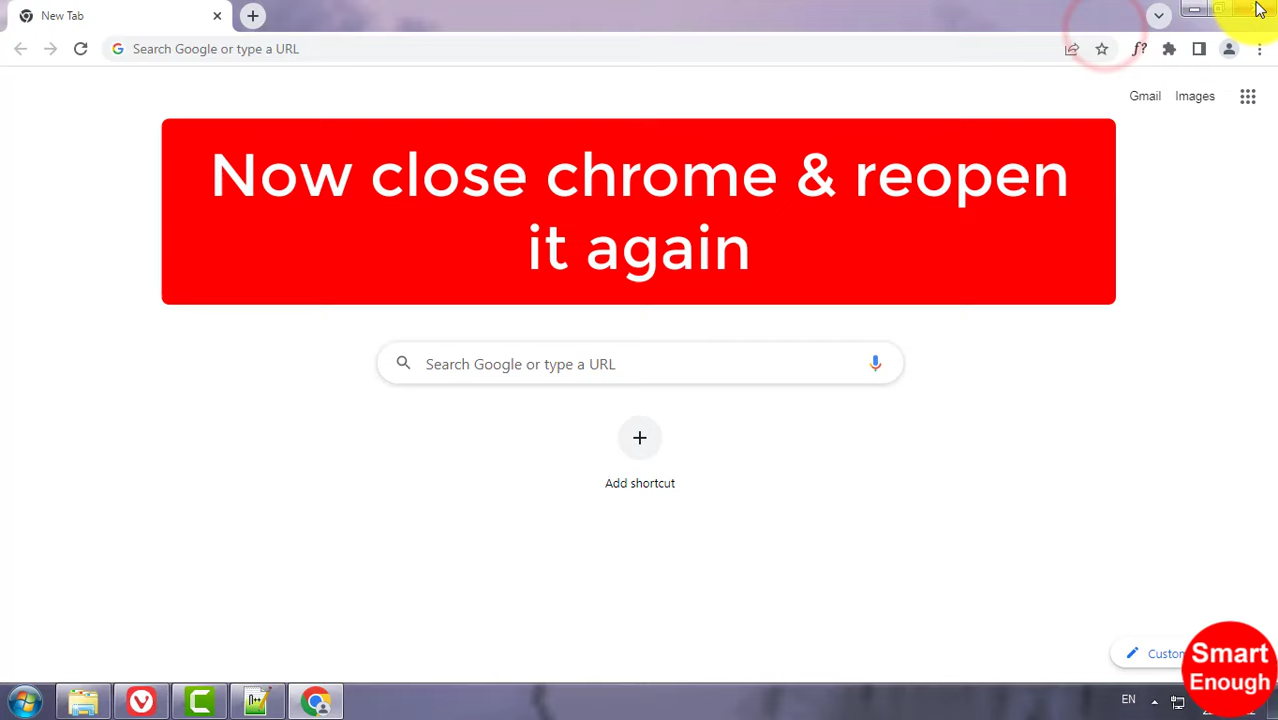 New Tab
Search Google or type a URL
f?
Gmail Images
Now close chrome & reopen
it again
Search Google or type a URL
Add shortcut
Custom
Smart
Enough
EN